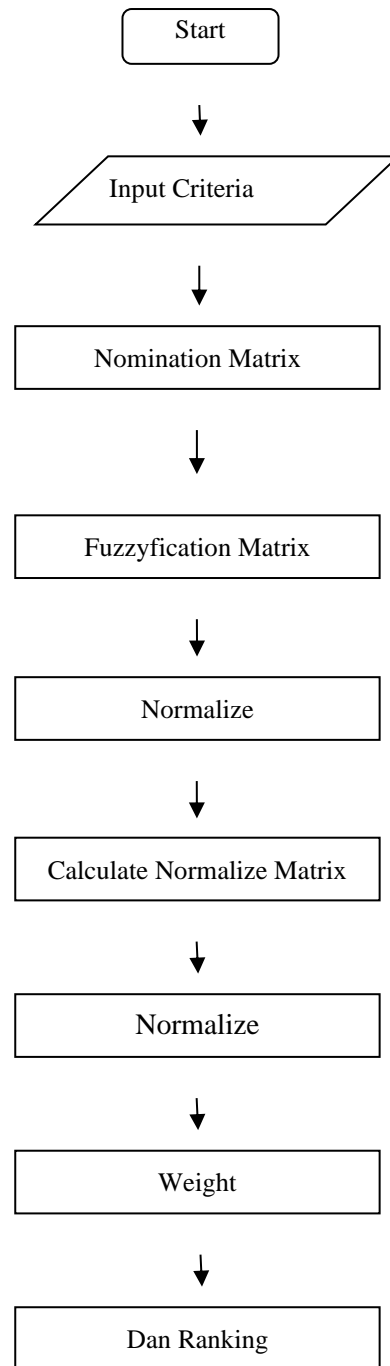 Start
Input Criteria
Nomination Matrix
Fuzzyfication Matrix
Normalize
Calculate Normalize Matrix
Normalize
Weight
Dan Ranking